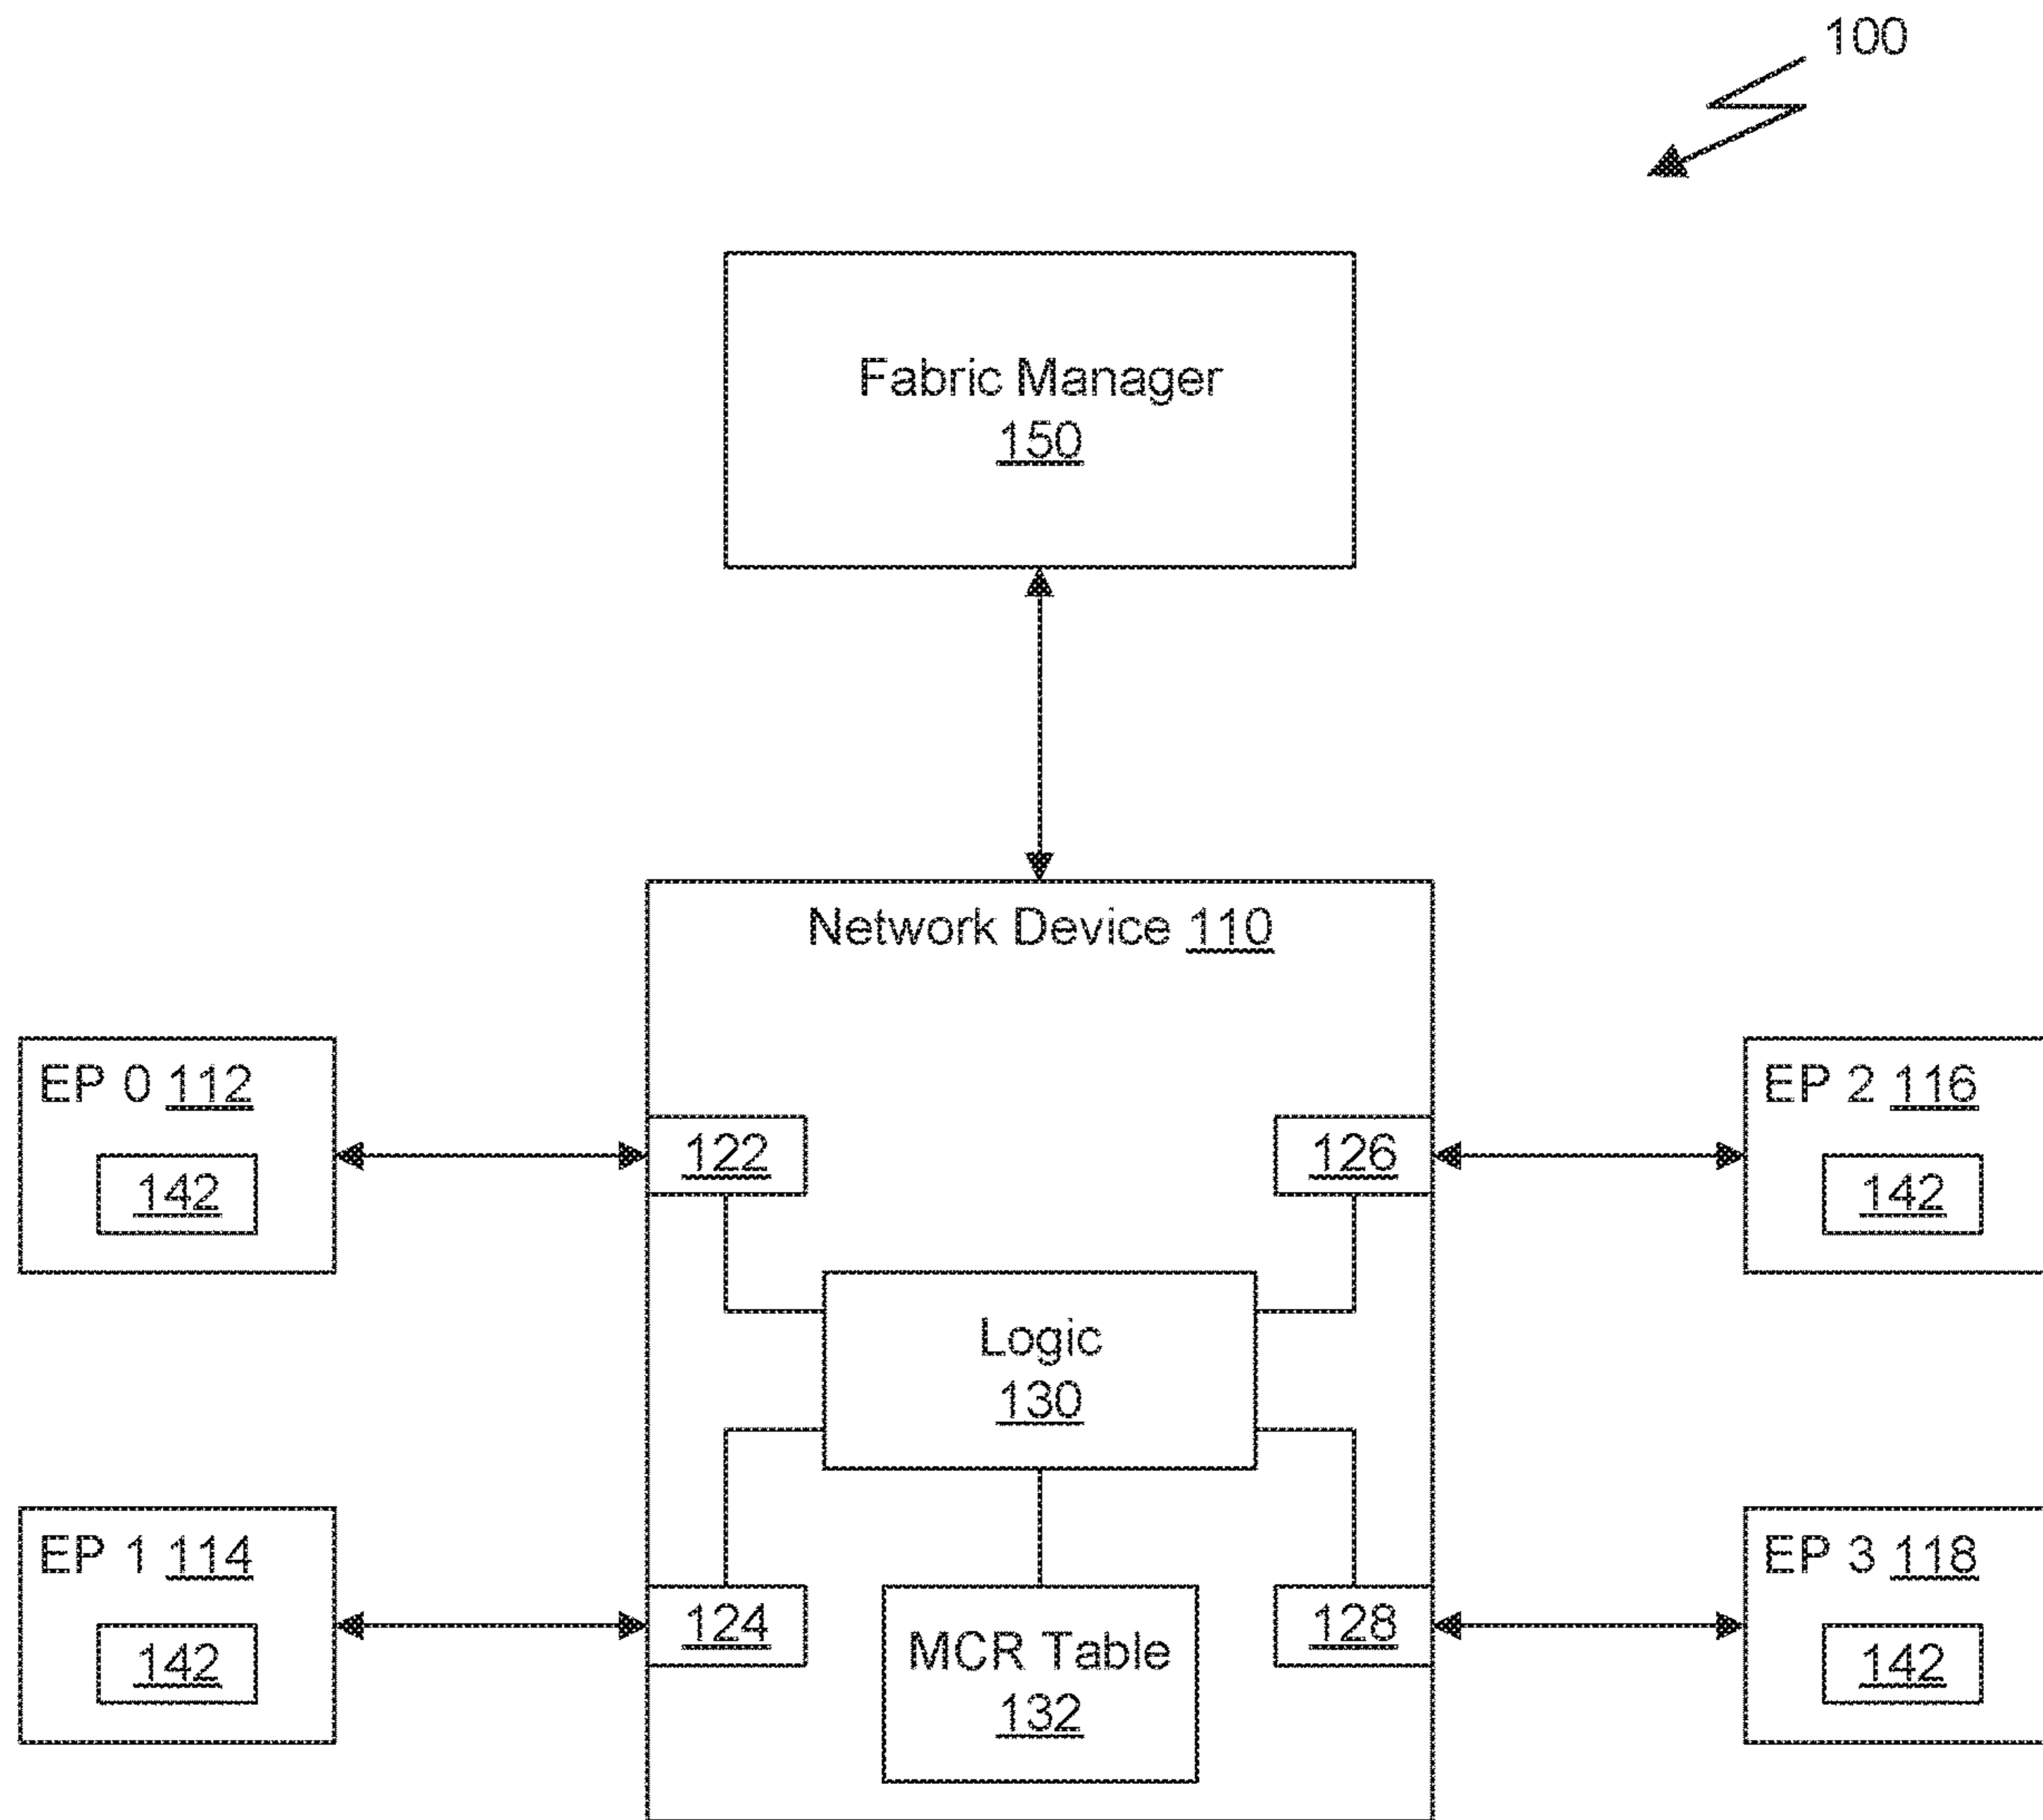 100
Fabric Manager
150
Network Device 110
EP 0 112
142
122
126
EP 2 116
142
Logic
130
EP 1 114
142
124
MCR Table
132
128
EP 3 118
142